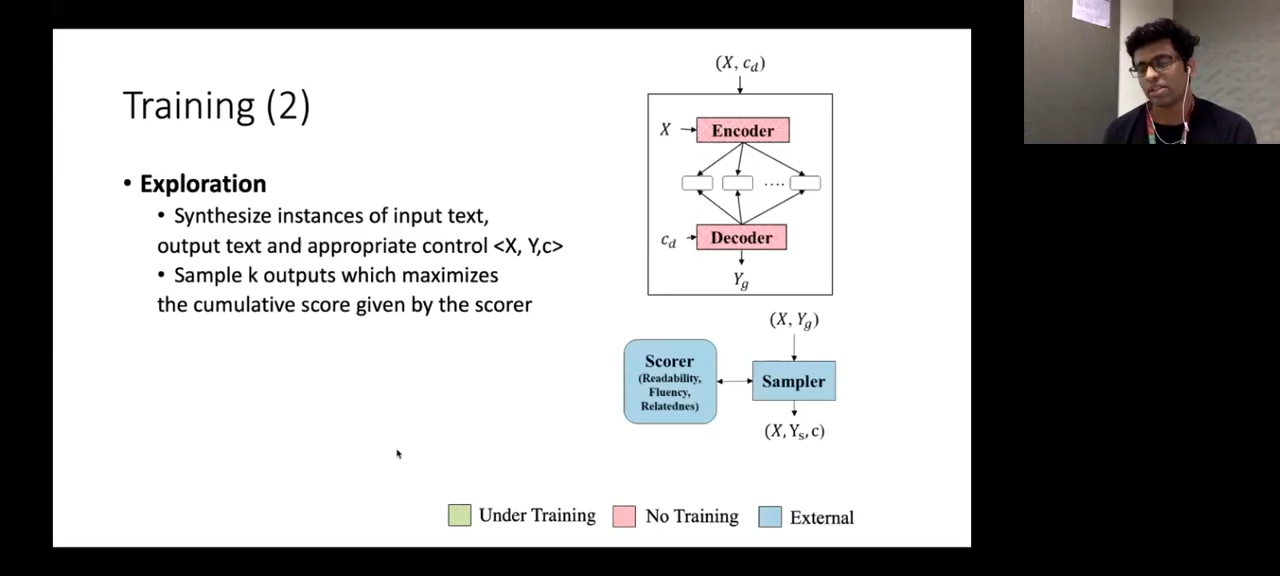 Training (2)
• Exploration
• Synthesize instances of input text,
output text and appropriate control <X, Y,c>
• Sample k outputs which maximizes
the cumulative score given by the scorer
(X, c_d)
X
Encoder
....
c_d
Decoder
Y_g
(X, Y_g)
Scorer
(Readability,
Fluency,
Relatednes)
Sampler
(X, Y_s, c)
Under Training
No Training
External